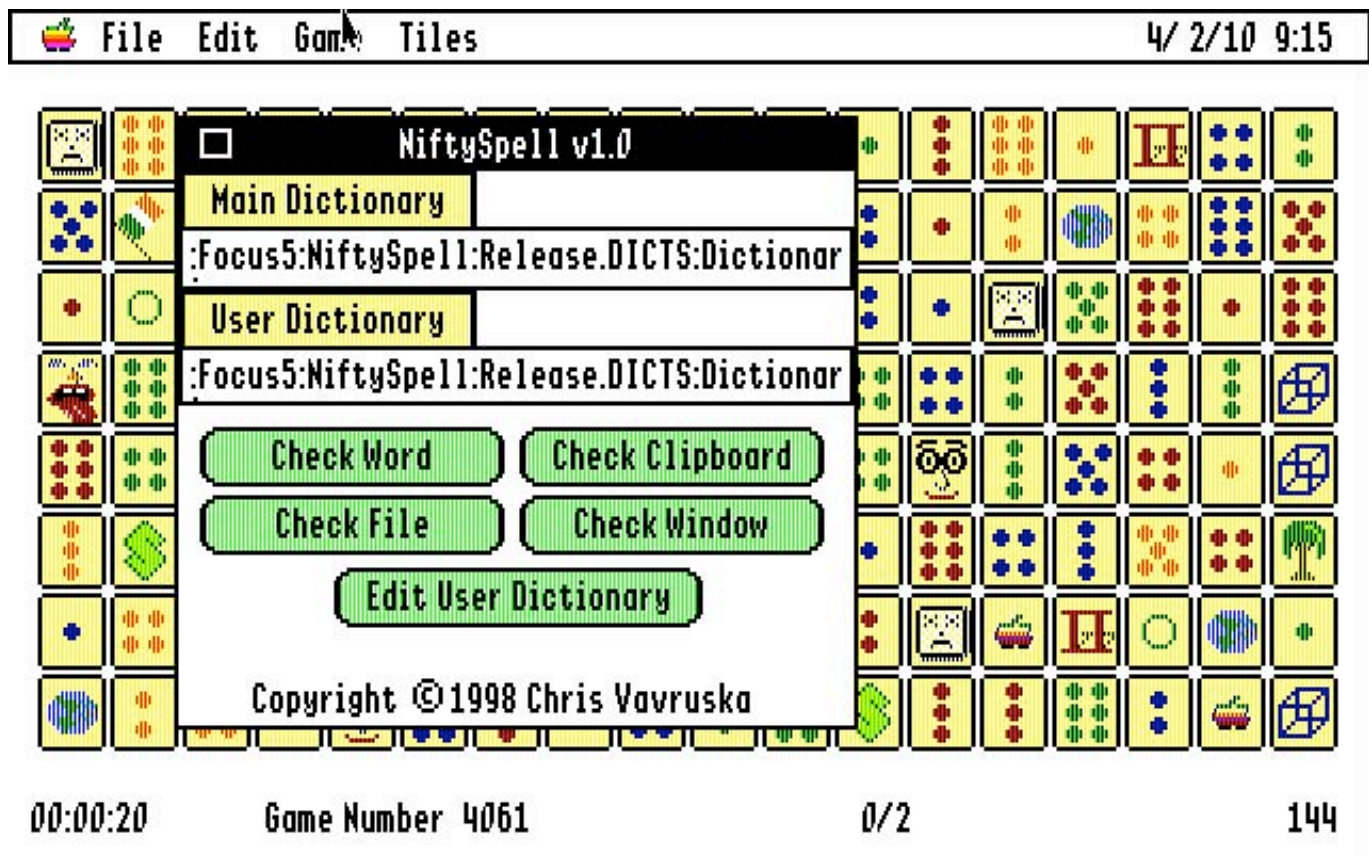 File Edit Game Tiles 4/ 2/10 9:15
NiftySpell v1.0
Main Dictionary
:Focus5:NiftySpell:Release.DICTS:Dictionar
User Dictionary
:Focus5:NiftySpell:Release.DICTS:Dictionar
Check Word Check Clipboard
Check File Check Window
Edit User Dictionary
Copyright ©1998 Chris Vavruska
00:00:20 Game Number 4061 0/2 144